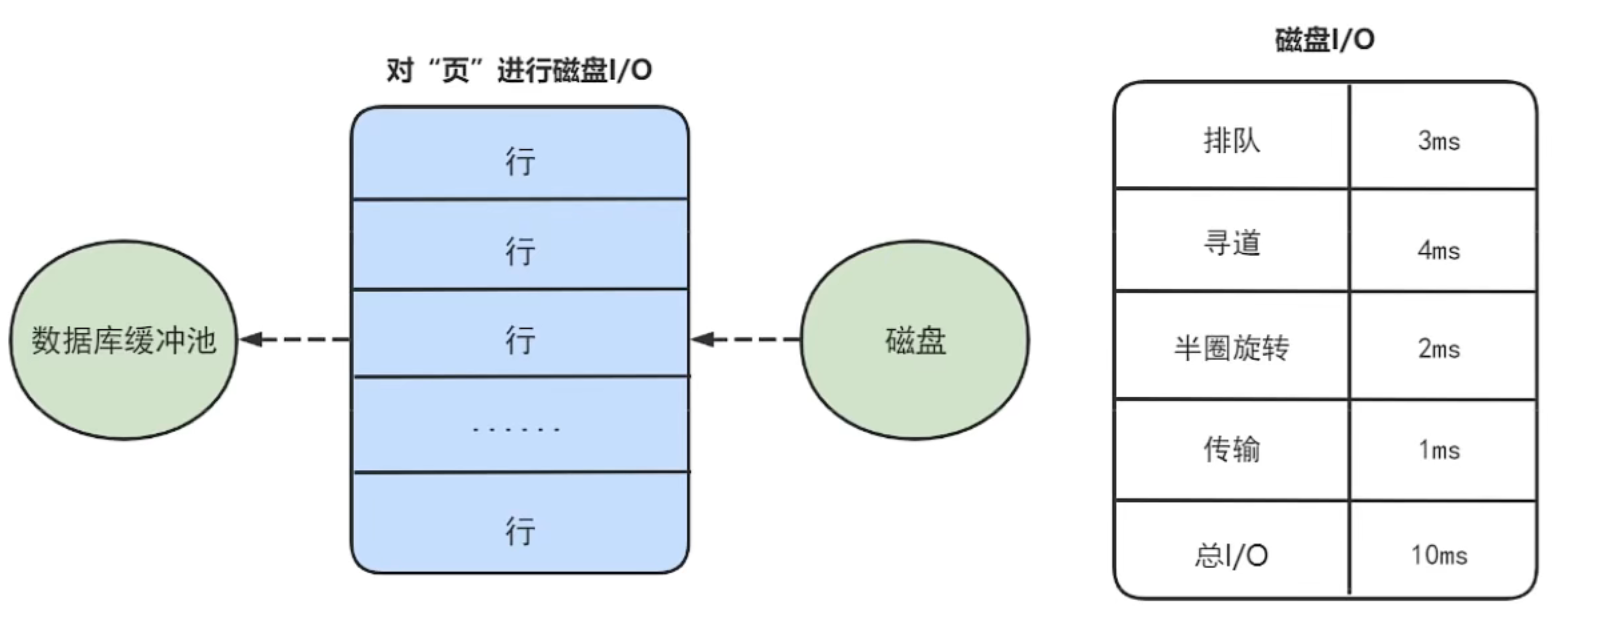 对“页”进行磁盘I/O
行
行
行
······
行
数据库缓冲池
磁盘
磁盘I/O
排队 3ms
寻道 4ms
半圈旋转 2ms
传输 1ms
总I/O 10ms